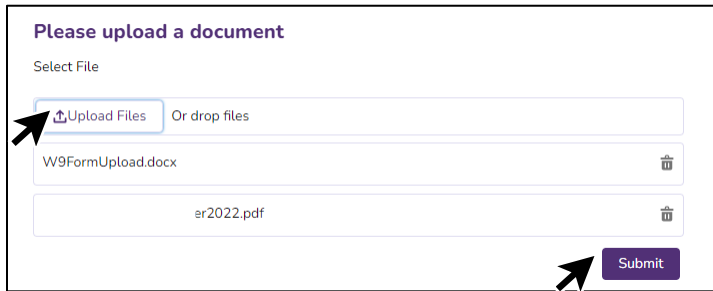 Please upload a document
Select File
Upload Files Or drop files
W9FormUpload.docx
er2022.pdf
Submit